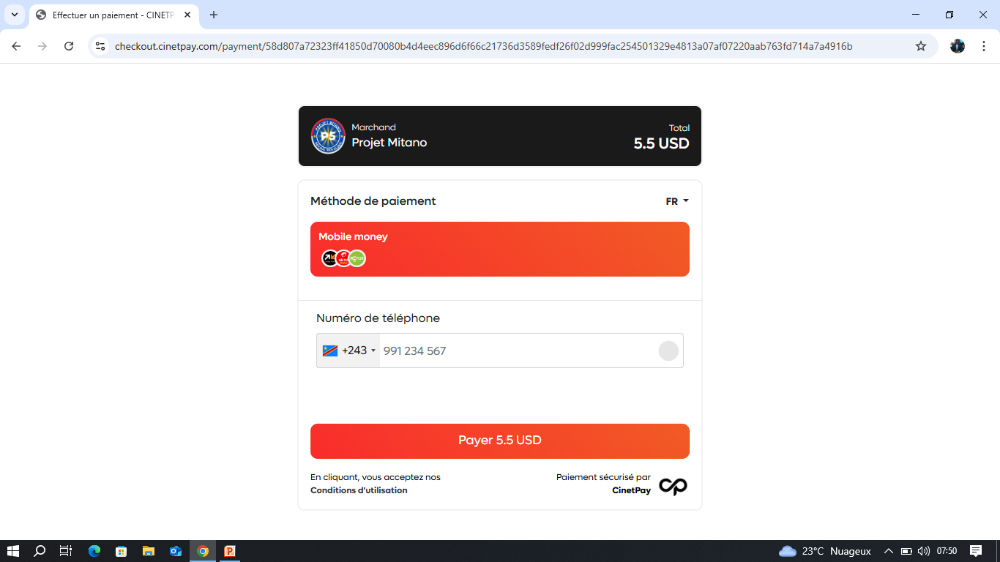 Effectuer un paiement - CINETP
checkout.cinetpay.com/payment/58d807a72323ff41850d70080b4d4eec896d6f66c21736d3589fedf26f02d999fac254501329e4813a07af07220aab763fd714a7a4916b
Marchand
Projet Mitano
Total
5.5 USD
Méthode de paiement
FR
Mobile money
Numéro de téléphone
+243
991 234 567
Payer 5.5 USD
En cliquant, vous acceptez nos
Conditions d'utilisation
Paiement sécurisé par
CinetPay
23°C Nuageux
07:50